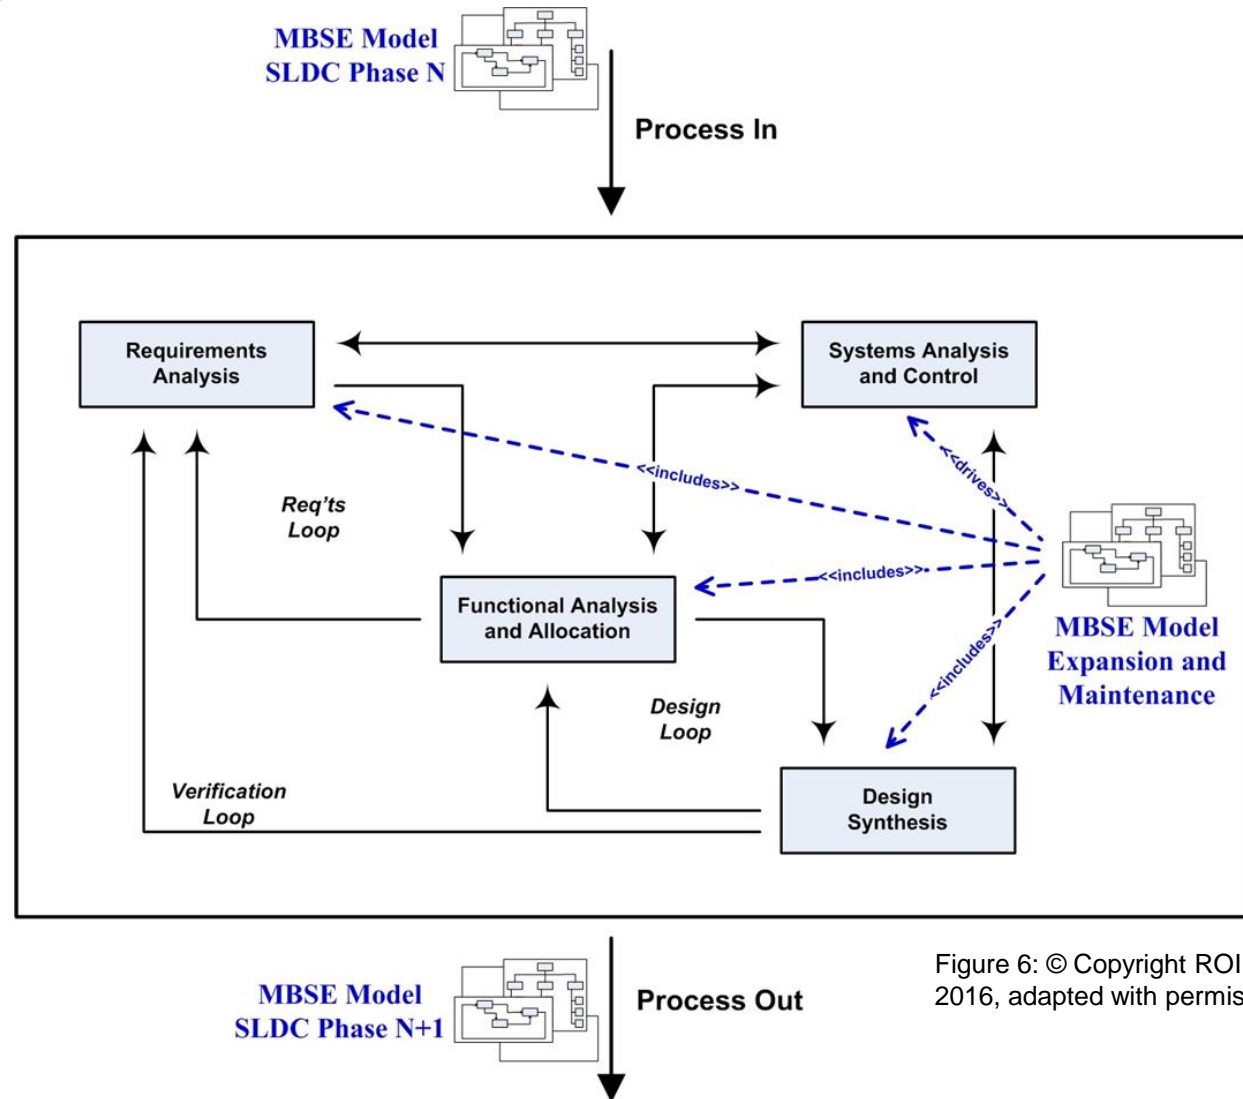 MBSE Model
SLDC Phase N
Process In
Requirements
Analysis
Systems Analysis
and Control
<<includes>>
<<drives>>
Req'ts
Loop
<<includes>>
Functional Analysis
and Allocation
MBSE Model
Expansion and
Maintenance
<<includes>>
Design
Loop
Verification
Loop
Design
Synthesis
Figure 6: © Copyright ROI
2016, adapted with permis
MBSE Model
SLDC Phase N+1
Process Out